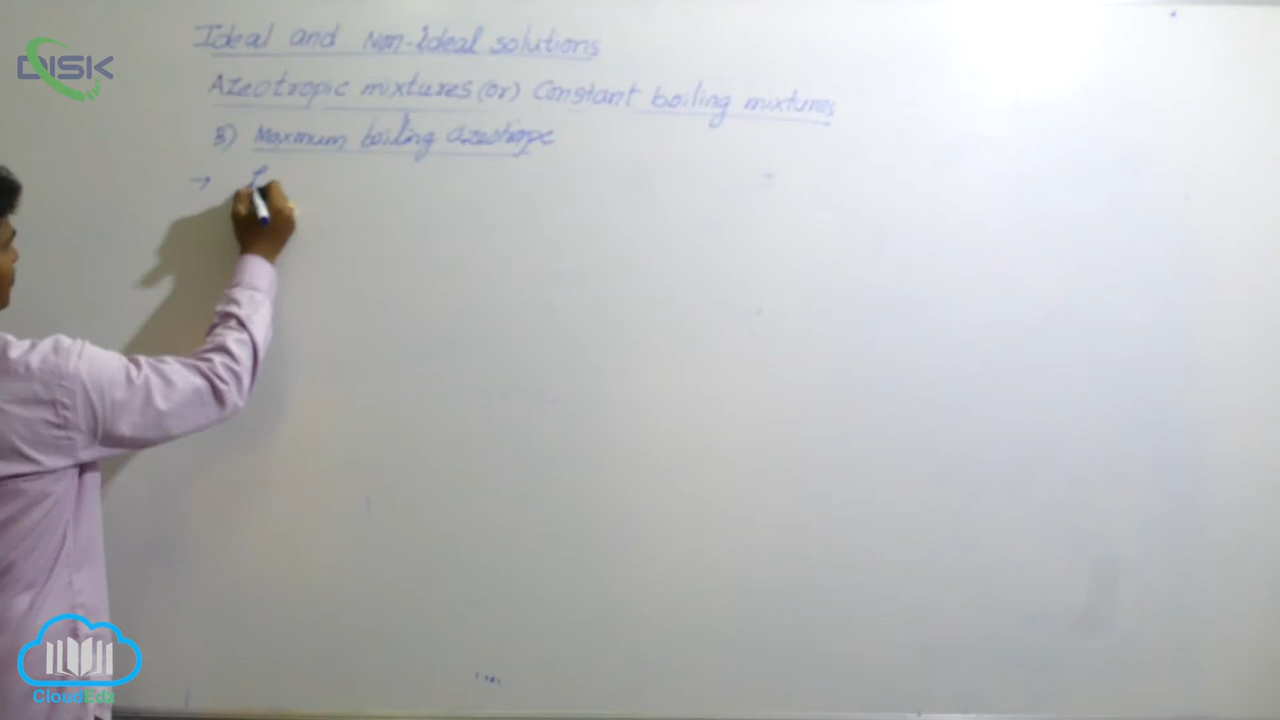 DISK
Ideal and Non-Ideal solutions
Azeotropic mixtures (or) Constant boiling mixtures
B) Maximum boiling azeotrope
→
CloudEdz